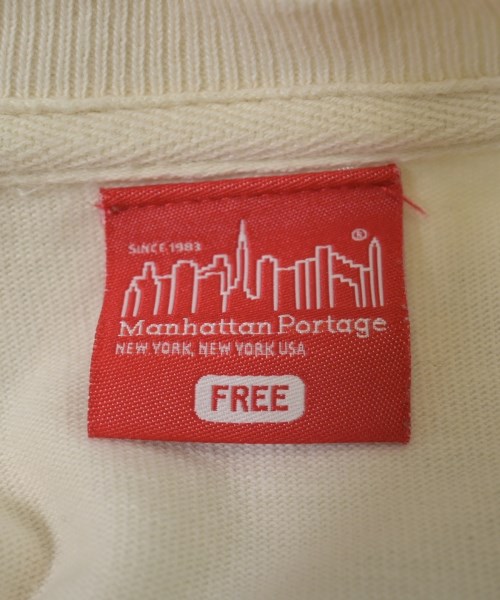 SINCE 1983
®
Manhattan Portage
NEW YORK, NEW YORK USA
FREE